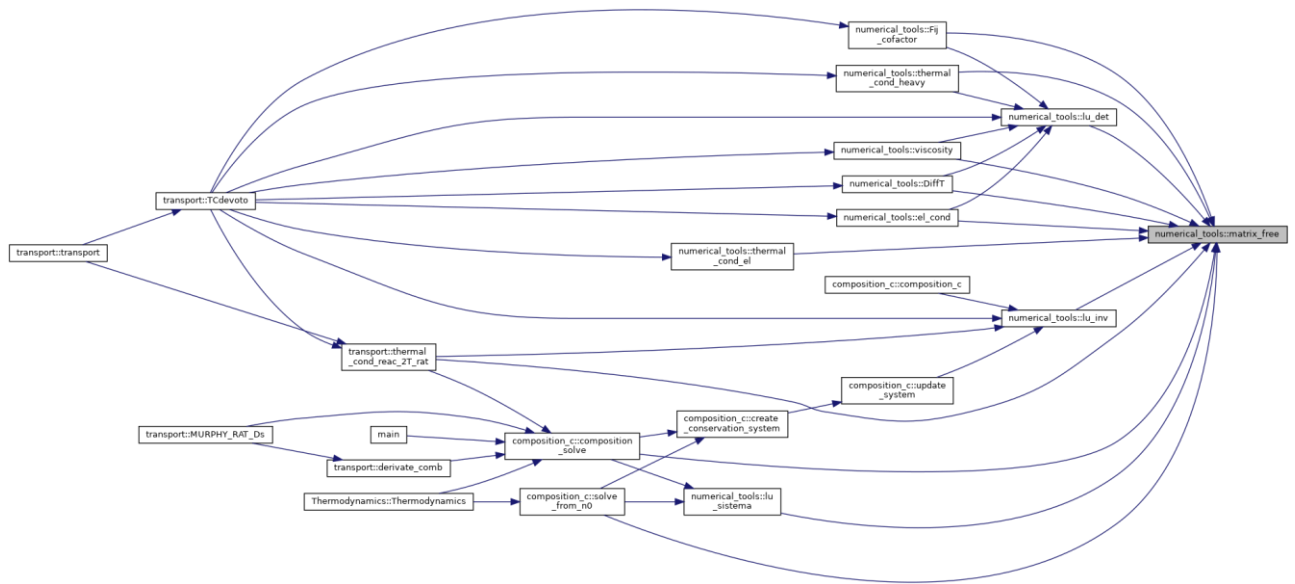 numerical_tools::Fij
_cofactor
numerical_tools::thermal
_cond_heavy
numerical_tools::lu_det
numerical_tools::viscosity
numerical_tools::DiffT
transport::TCdevoto
numerical_tools::el_cond
numerical_tools::matrix_free
transport::transport
numerical_tools::thermal
_cond_el
composition_c::composition_c
numerical_tools::lu_inv
transport::thermal
_cond_reac_2T_rat
composition_c::update
_system
composition_c::create
_conservation_system
transport::MURPHY_RAT_Ds
main
composition_c::composition
_solve
transport::derivate_comb
Thermodynamics::Thermodynamics
composition_c::solve
_from_n0
numerical_tools::lu
_sistema